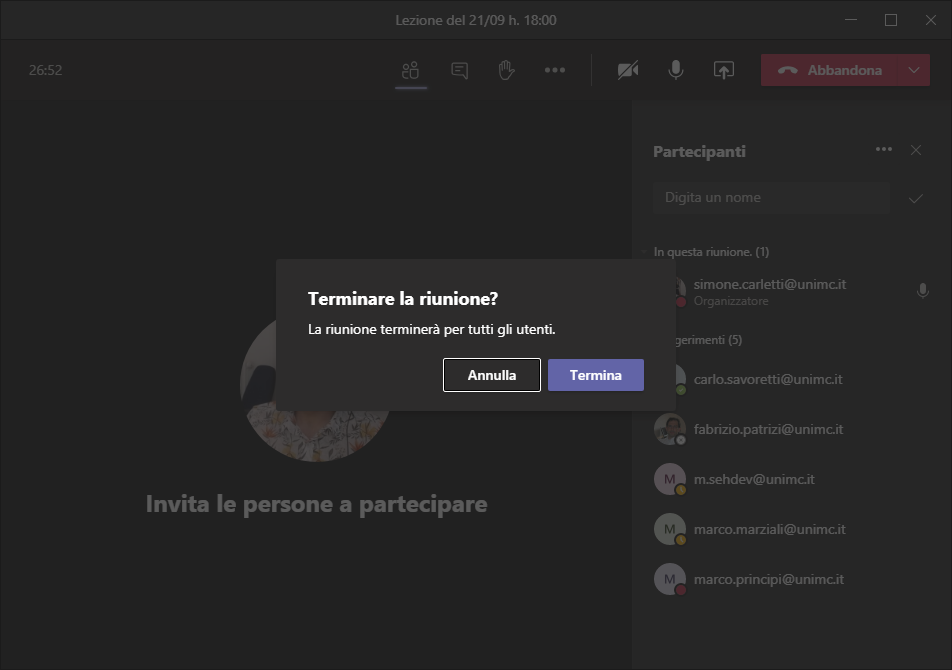 Lezione del 21/09 h. 18:00
26:52
Abbandona
Partecipanti
Digita un nome
In questa riunione. (1)
simone.carletti@unimc.it
Organizzatore
Terminare la riunione?
La riunione terminerà per tutti gli utenti.
Annulla
Termina
gerimenti (5)
carlo.savoretti@unimc.it
fabrizio.patrizi@unimc.it
M
m.sehdev@unimc.it
M
marco.marziali@unimc.it
M
marco.principi@unimc.it
Invita le persone a partecipare